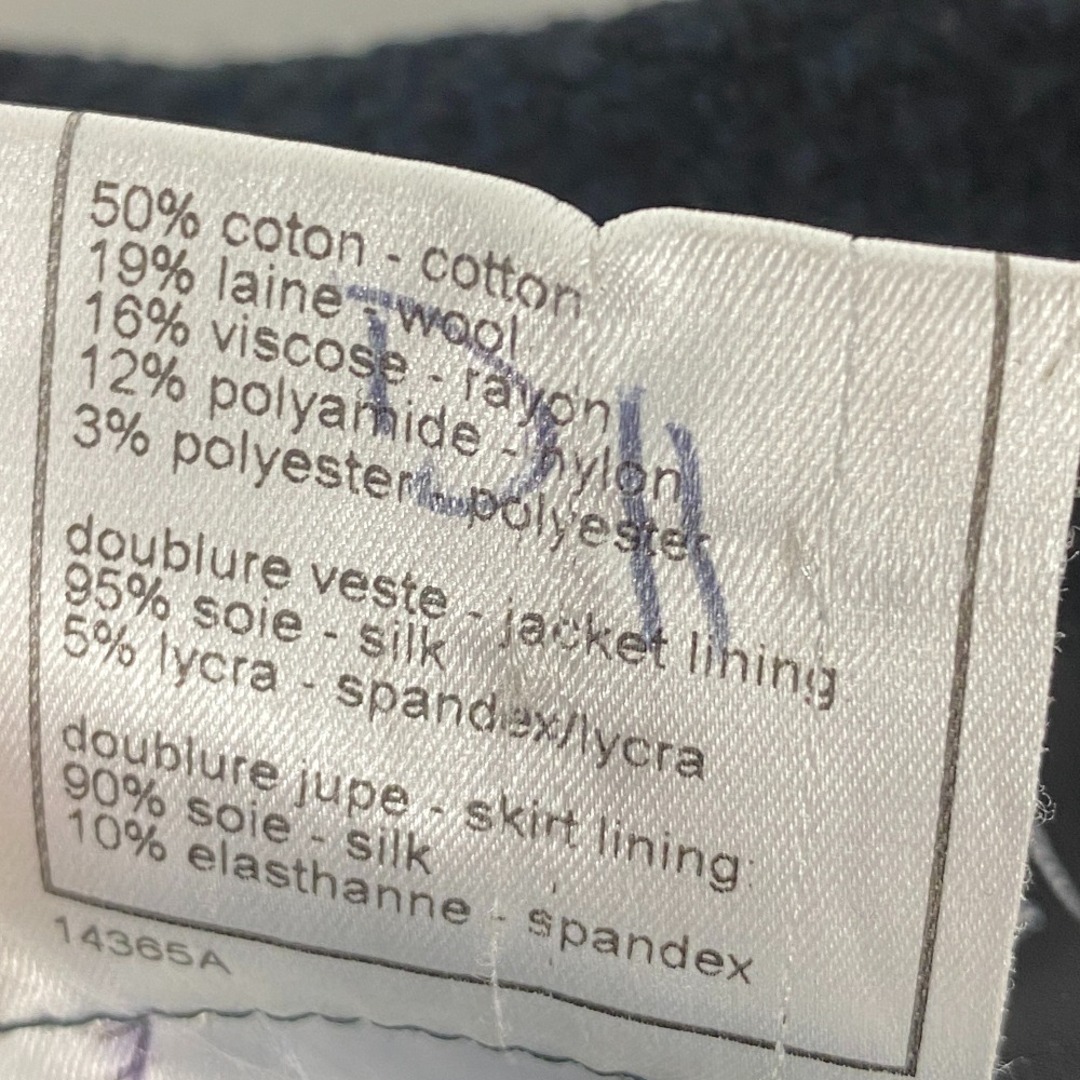 50% coton - cotton
19% laine - wool
16% viscose - rayon
12% polyamide - nylon
3% polyester - polyester
doublure veste - jacket lining
95% soie - silk
5% lycra - spandex/lycra
doublure jupe - skirt lining
90% soie - silk
10% elasthanne - spandex
14365A